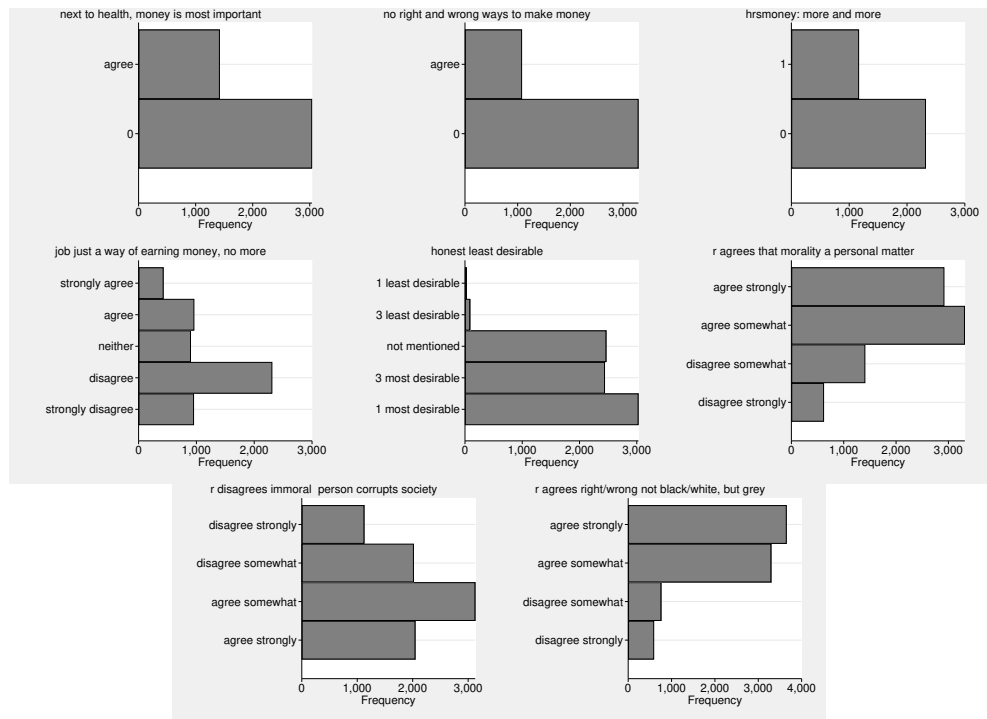 next to health, money is most important
agree
0
0 1,000 2,000 3,000
Frequency
no right and wrong ways to make money
agree
0
0 1,000 2,000 3,000
Frequency
hrsmoney: more and more
1
0
0 1,000 2,000 3,000
Frequency
job just a way of earning money, no more
strongly agree
agree
neither
disagree
strongly disagree
0 1,000 2,000 3,000
Frequency
honest least desirable
1 least desirable
3 least desirable
not mentioned
3 most desirable
1 most desirable
0 1,000 2,000 3,000
Frequency
r agrees that morality a personal matter
agree strongly
agree somewhat
disagree somewhat
disagree strongly
0 1,000 2,000 3,000
Frequency
r disagrees immoral  person corrupts society
disagree strongly
disagree somewhat
agree somewhat
agree strongly
0 1,000 2,000 3,000
Frequency
r agrees right/wrong not black/white, but grey
agree strongly
agree somewhat
disagree somewhat
disagree strongly
0 1,000 2,000 3,000 4,000
Frequency